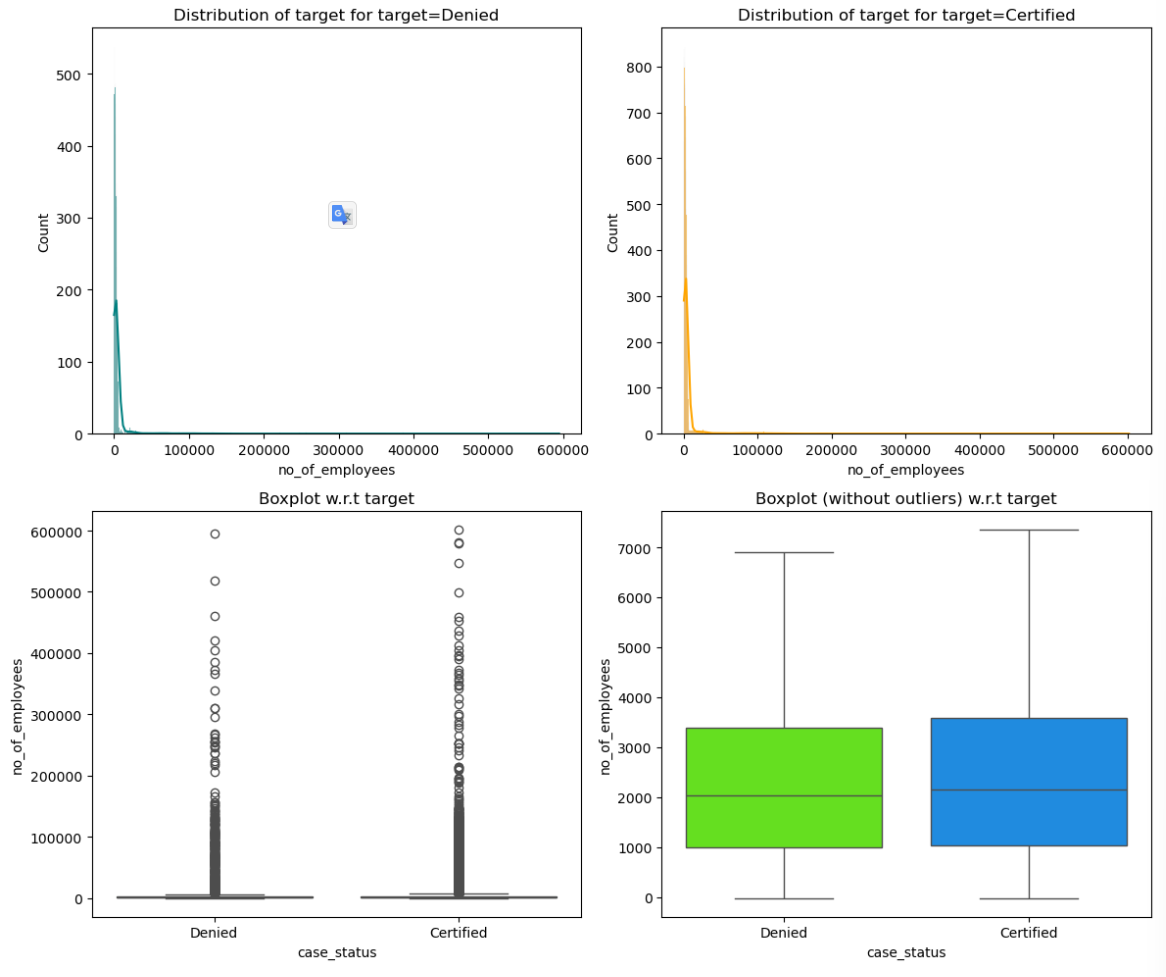 Distribution of target for target=Denied
Count
500
400
300
200
100
0
0 100000 200000 300000 400000 500000 600000
no_of_employees
G
Distribution of target for target=Certified
Count
800
700
600
500
400
300
200
100
0
0 100000 200000 300000 400000 500000 600000
no_of_employees
Boxplot w.r.t target
no_of_employees
600000
500000
400000
300000
200000
100000
0
Denied Certified
case_status
Boxplot (without outliers) w.r.t target
no_of_employees
7000
6000
5000
4000
3000
2000
1000
0
Denied Certified
case_status